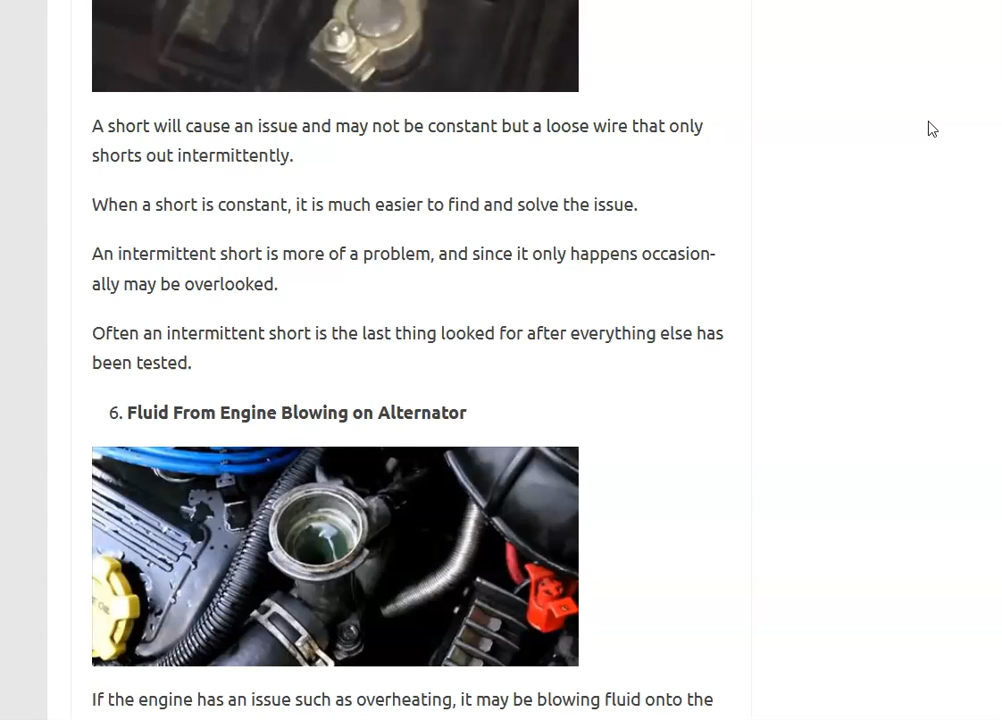 A short will cause an issue and may not be constant but a loose wire that only
shorts out intermittently.
When a short is constant, it is much easier to find and solve the issue.
An intermittent short is more of a problem, and since it only happens occasion-
ally may be overlooked.
Often an intermittent short is the last thing looked for after everything else has
been tested.
6. Fluid From Engine Blowing on Alternator
OIL
If the engine has an issue such as overheating, it may be blowing fluid onto the